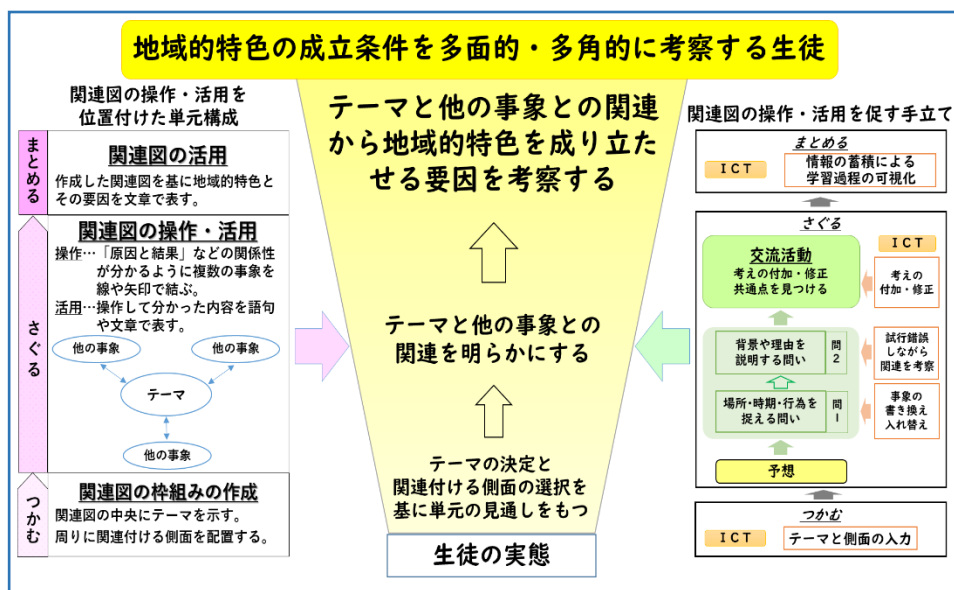 地域的特色の成立条件を多面的・多角的に考察する生徒
関連図の操作・活用を
位置付けた単元構成
まとめる
関連図の活用
作成した関連図を基に地域的特色と
その要因を文章で表す。
さぐる
関連図の操作・活用
操作…「原因と結果」などの関係性
が分かるように複数の事象を
線や矢印で結ぶ。
活用…操作して分かった内容を語句
や文章で表す。
他の事象
他の事象
テーマ
他の事象
つかむ
関連図の枠組みの作成
関連図の中央にテーマを示す。
周りに関連付ける側面を配置する。
テーマと他の事象との関連
から地域的特色を成り立た
せる要因を考察する
テーマと他の事象との
関連を明らかにする
テーマの決定と
関連付ける側面の選択を
基に単元の見通しをもつ
生徒の実態
関連図の操作・活用を促す手立て
まとめる
ICT
情報の蓄積による
学習過程の可視化
さぐる
交流活動
考えの付加・修正
共通点を見つける
ICT
考えの
付加・修正
背景や理由を
説明する問い
問2
試行錯誤
しながら
関連を考察
場所・時期・行為を
捉える問い
問1
事象の
書き換え
入れ替え
予想
つかむ
ICT
テーマと側面の入力